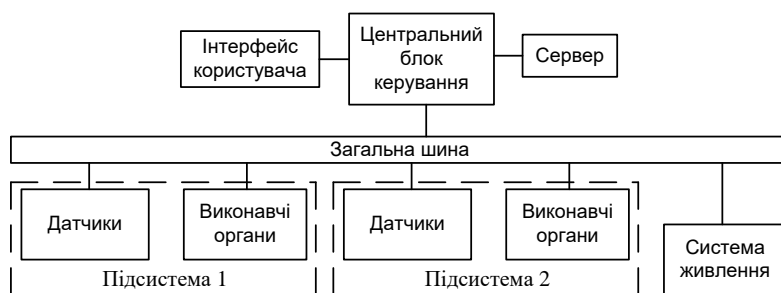 Інтерфейс
користувача
Центральний
блок
керування
Сервер
Загальна шина
Датчики
Виконавчі
органи
Датчики
Виконавчі
органи
Система
живлення
Підсистема 1
Підсистема 2